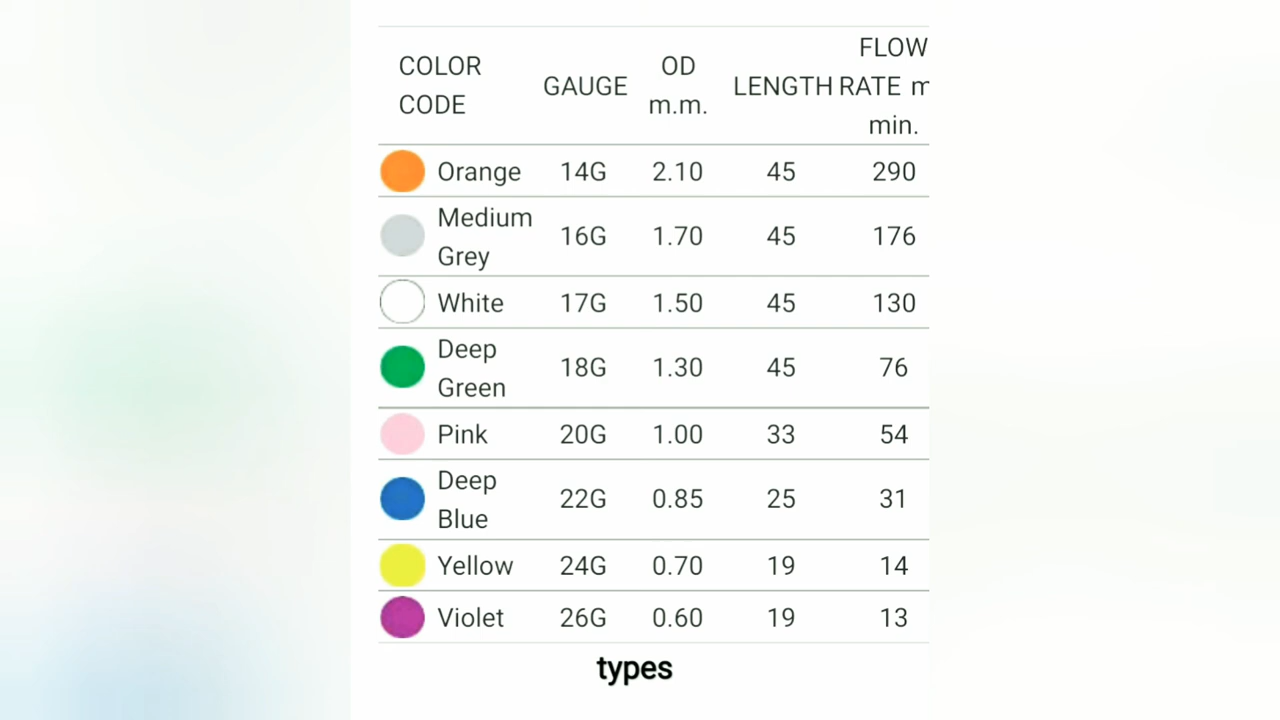 COLOR CODE GAUGE OD m.m. LENGTH FLOW RATE m min.
Orange 14G 2.10 45 290
Medium Grey 16G 1.70 45 176
White 17G 1.50 45 130
Deep Green 18G 1.30 45 76
Pink 20G 1.00 33 54
Deep Blue 22G 0.85 25 31
Yellow 24G 0.70 19 14
Violet 26G 0.60 19 13
types